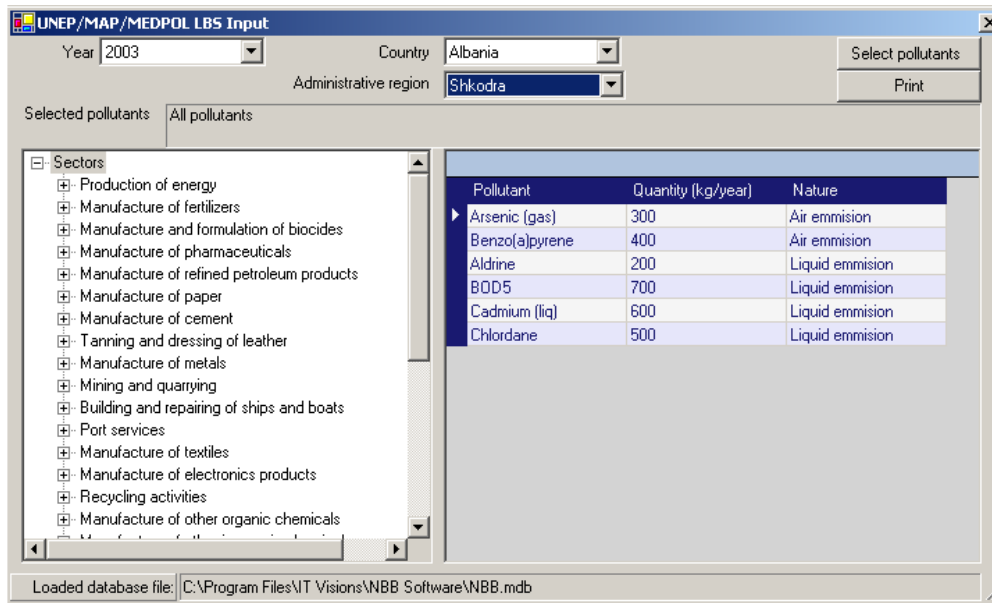 UNEP/MAP/MEDPOL LBS Input
Year 2003 Country Albania Select pollutants
Administrative region Shkodra Print
Selected pollutants All pollutants
Sectors
Production of energy
Manufacture of fertilizers
Manufacture and formulation of biocides
Manufacture of pharmaceuticals
Manufacture of refined petroleum products
Manufacture of paper
Manufacture of cement
Tanning and dressing of leather
Manufacture of metals
Mining and quarrying
Building and repairing of ships and boats
Port services
Manufacture of textiles
Manufacture of electronics products
Recycling activities
Manufacture of other organic chemicals
Pollutant Quantity (kg/year) Nature
Arsenic (gas) 300 Air emmision
Benzo(a)pyrene 400 Air emmision
Aldrine 200 Liquid emmision
BOD5 700 Liquid emmision
Cadmium (liq) 600 Liquid emmision
Chlordane 500 Liquid emmision
Loaded database file: C:\Program Files\IT Visions\NBB Software\NBB.mdb